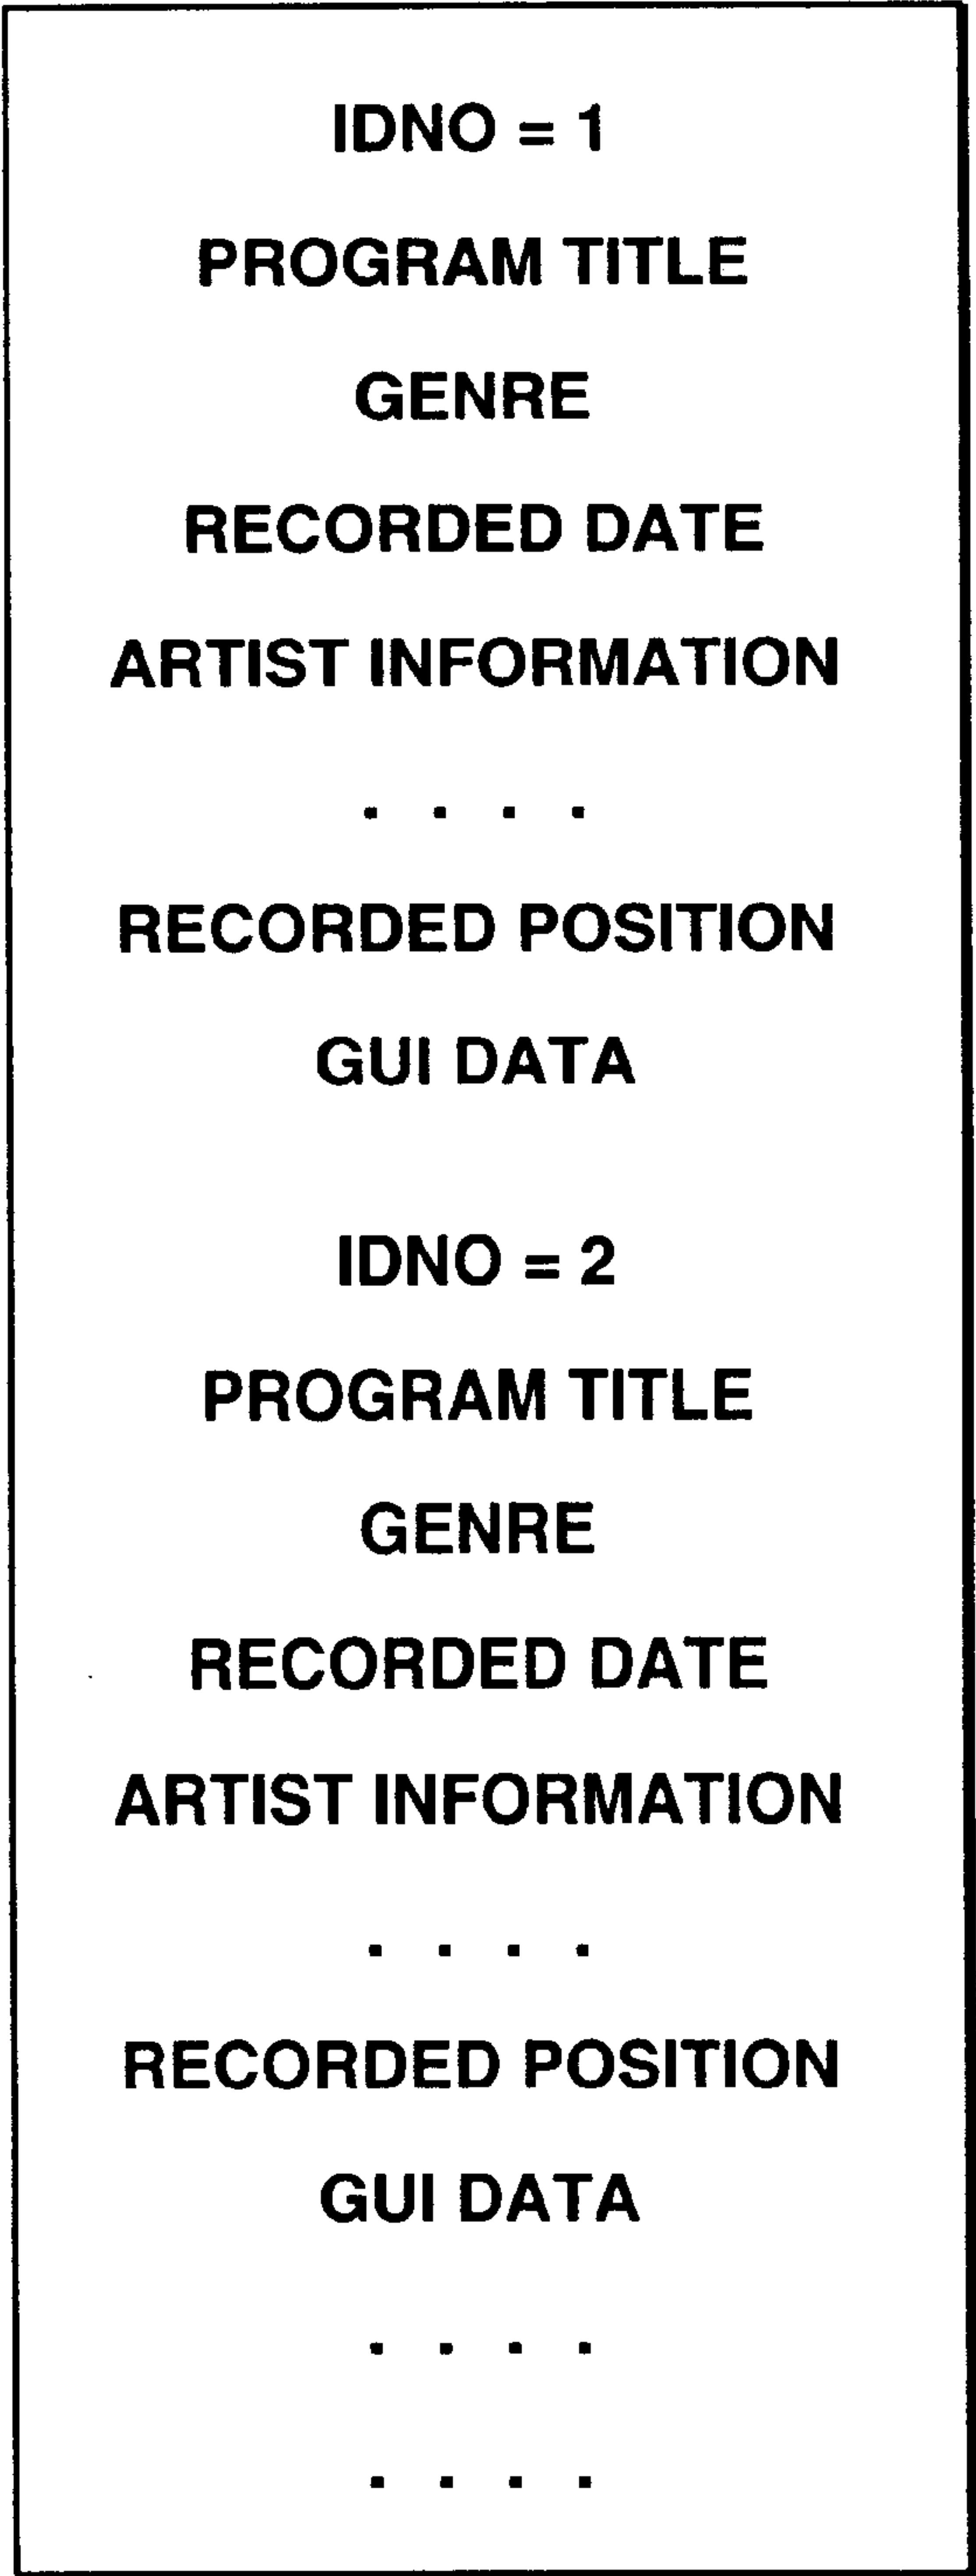 IDNO = 1
PROGRAM TITLE
GENRE
RECORDED DATE
ARTIST INFORMATION
. . . .
RECORDED POSITION
GUI DATA
IDNO = 2
PROGRAM TITLE
GENRE
RECORDED DATE
ARTIST INFORMATION
. . . .
RECORDED POSITION
GUI DATA
. . . .
. . . .